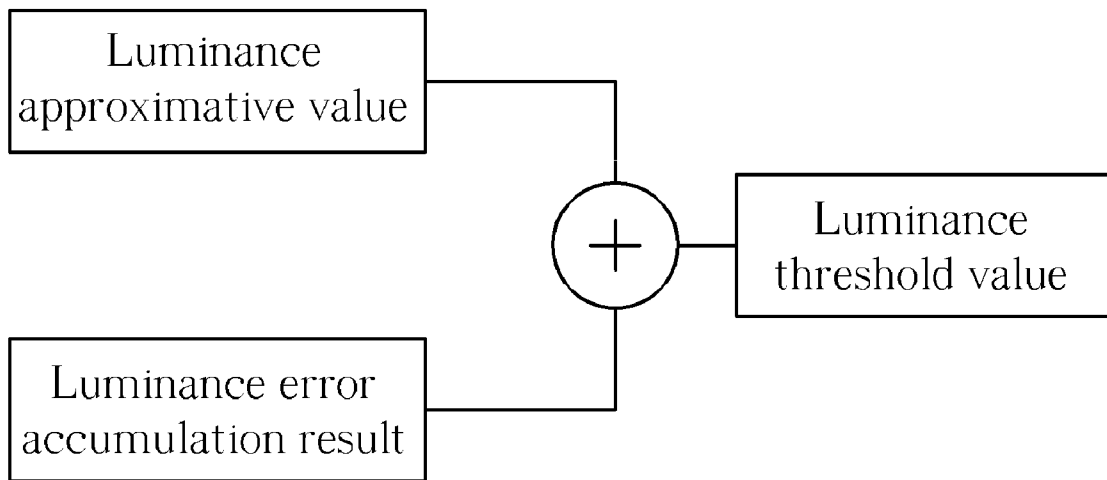 Luminance
approximative value
+
Luminance
threshold value
Luminance error
accumulation result